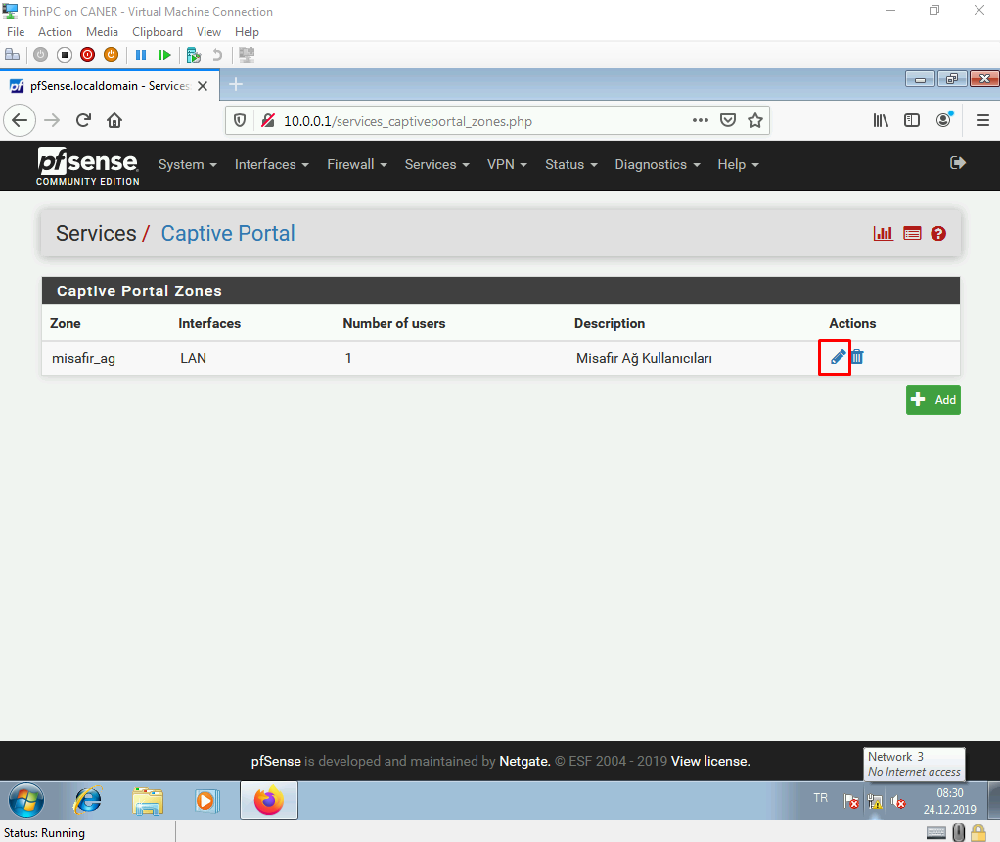 ThinPC on CANER - Virtual Machine Connection
File Action Media Clipboard View Help
pfSense.localdomain - Services:
10.0.0.1/services_captiveportal_zones.php
pfsense
COMMUNITY EDITION
System Interfaces Firewall Services VPN Status Diagnostics Help
Services / Captive Portal
Captive Portal Zones
Zone Interfaces Number of users Description Actions
misafir_ag LAN 1 Misafir Ağ Kullanıcıları
Add
pfSense is developed and maintained by Netgate. © ESF 2004 - 2019 View license.
Network 3
No Internet access
TR
08:30
24.12.2019
Status: Running